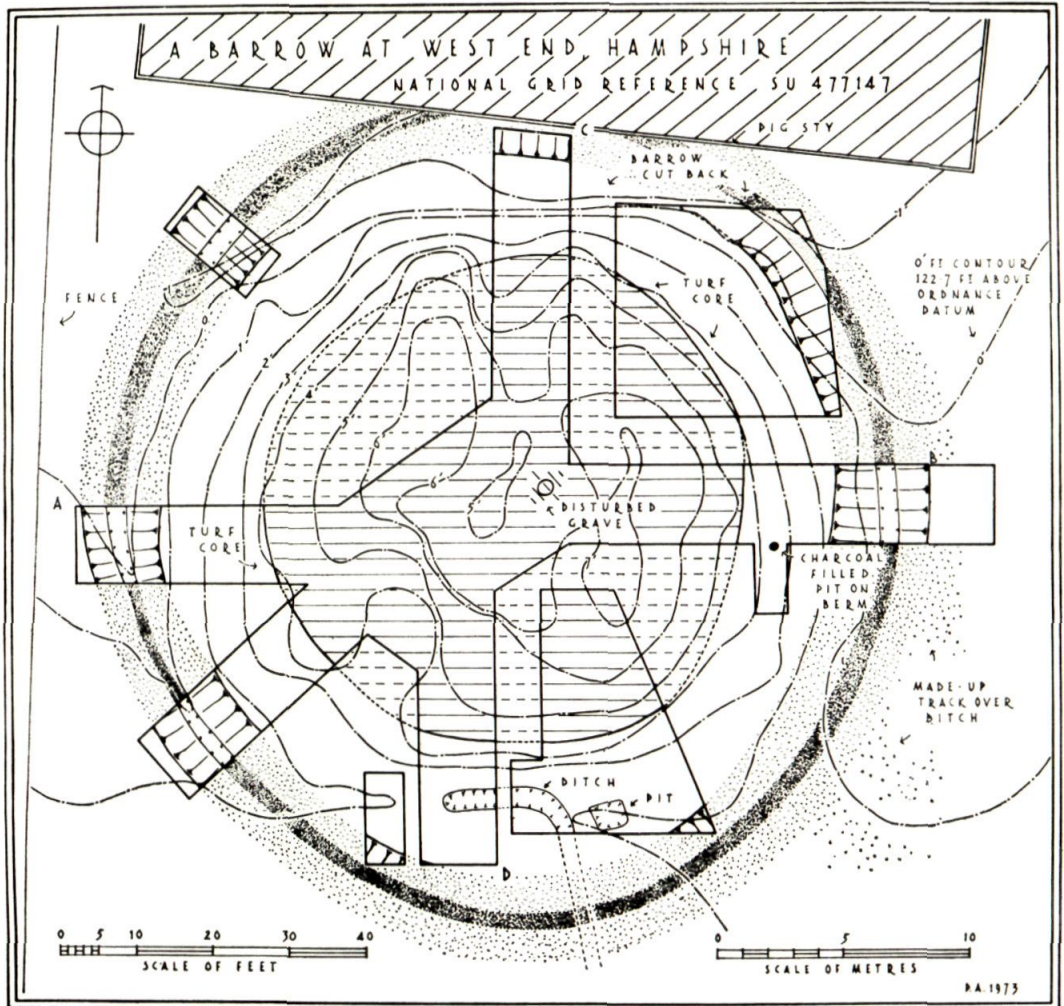 A BARROW AT WEST END, HAMPSHIRE
NATIONAL GRID REFERENCE SU 477147
PIG STY
C
BARROW
CUT BACK
-1
O'FT CONTOUR
122·7 FT ABOVE
ORDNANCE
DATUM
0
FENCE
TURF
CORE
0
1
2
3
4
5
6
6
5
A
B
DISTURBED
GRAVE
TURF
CORE
CHARCOAL
FILLED
PIT ON
BERM
MADE-UP
TRACK OVER
DITCH
DITCH
PIT
D
0 5 10 20 30 40
SCALE OF FEET
0 5 10
SCALE OF METRES
P.A. 1973